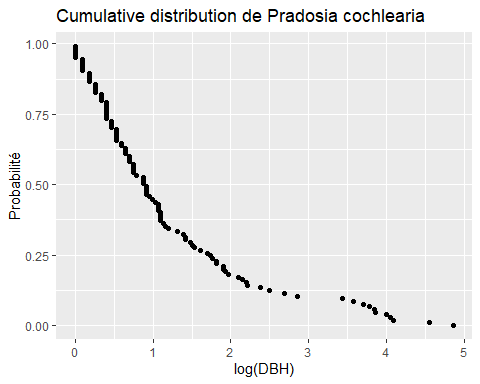 Cumulative distribution de Pradosia cochlearia
1.00
0.75
0.50
0.25
0.00
Probabilité
0 1 2 3 4 5
log(DBH)